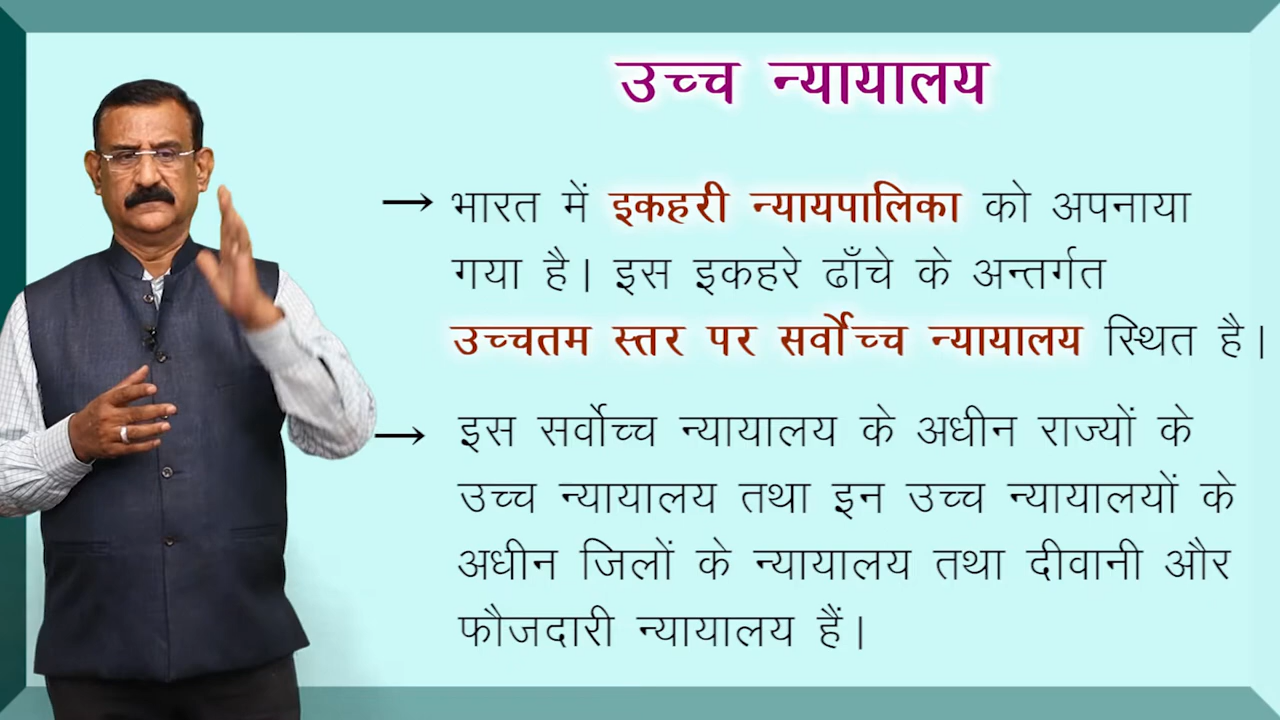 उच्च न्यायालय
→ भारत में इकहरी न्यायपालिका को अपनाया
गया है। इस इकहरे ढाँचे के अन्तर्गत
उच्चतम स्तर पर सर्वोच्च न्यायालय स्थित है।
→ इस सर्वोच्च न्यायालय के अधीन राज्यों के
उच्च न्यायालय तथा इन उच्च न्यायालयों के
अधीन जिलों के न्यायालय तथा दीवानी और
फौजदारी न्यायालय हैं।